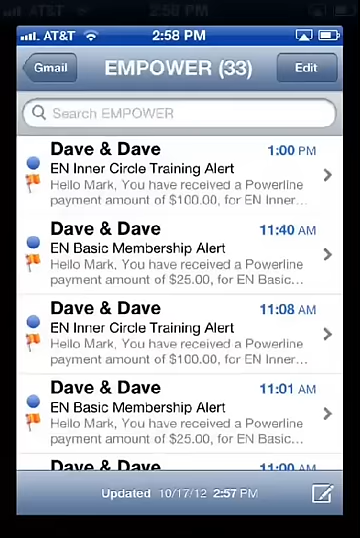 AT&T 2:58 PM
AT&T 2:58 PM
Gmail EMPOWER (33) Edit
Search EMPOWER
Dave & Dave 1:00 PM
EN Inner Circle Training Alert
Hello Mark, You have received a Powerline
payment amount of $100.00, for EN Inner...
Dave & Dave 11:40 AM
EN Basic Membership Alert
Hello Mark, You have received a Powerline
payment amount of $25.00, for EN Basic...
Dave & Dave 11:08 AM
EN Inner Circle Training Alert
Hello Mark, You have received a Powerline
payment amount of $100.00, for EN Inner...
Dave & Dave 11:01 AM
EN Basic Membership Alert
Hello Mark, You have received a Powerline
payment amount of $25.00, for EN Basic...
Dave & Dave 11:00 AM
Updated 10/17/12 2:57 PM